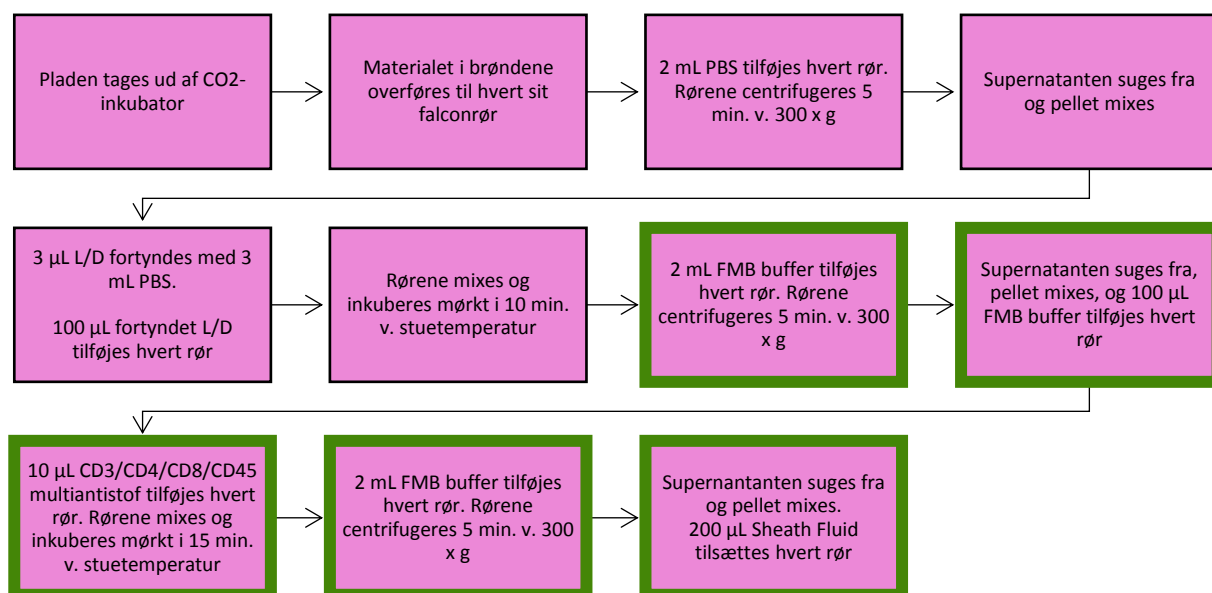 Pladen tages ud af CO2-
inkubator
Materialet i brøndene
overføres til hvert sit
falconrør
2 mL PBS tilføjes hvert rør.
Rørene centrifugeres 5
min. v. 300 x g
Supernatanten suges fra
og pellet mixes
3 µL L/D fortyndes med 3
mL PBS.
100 µL fortyndet L/D
tilføjes hvert rør
Rørene mixes og
inkuberes mørkt i 10 min.
v. stuetemperatur
2 mL FMB buffer tilføjes
hvert rør. Rørene
centrifugeres 5 min. v. 300
x g
Supernatanten suges fra,
pellet mixes, og 100 µL
FMB buffer tilføjes hvert
rør
10 µL CD3/CD4/CD8/CD45
multiantistof tilføjes hvert
rør. Rørene mixes og
inkuberes mørkt i 15 min.
v. stuetemperatur
2 mL FMB buffer tilføjes
hvert rør. Rørene
centrifugeres 5 min. v. 300
x g
Supernantanten suges fra
og pellet mixes.
200 µL Sheath Fluid
tilsættes hvert rør